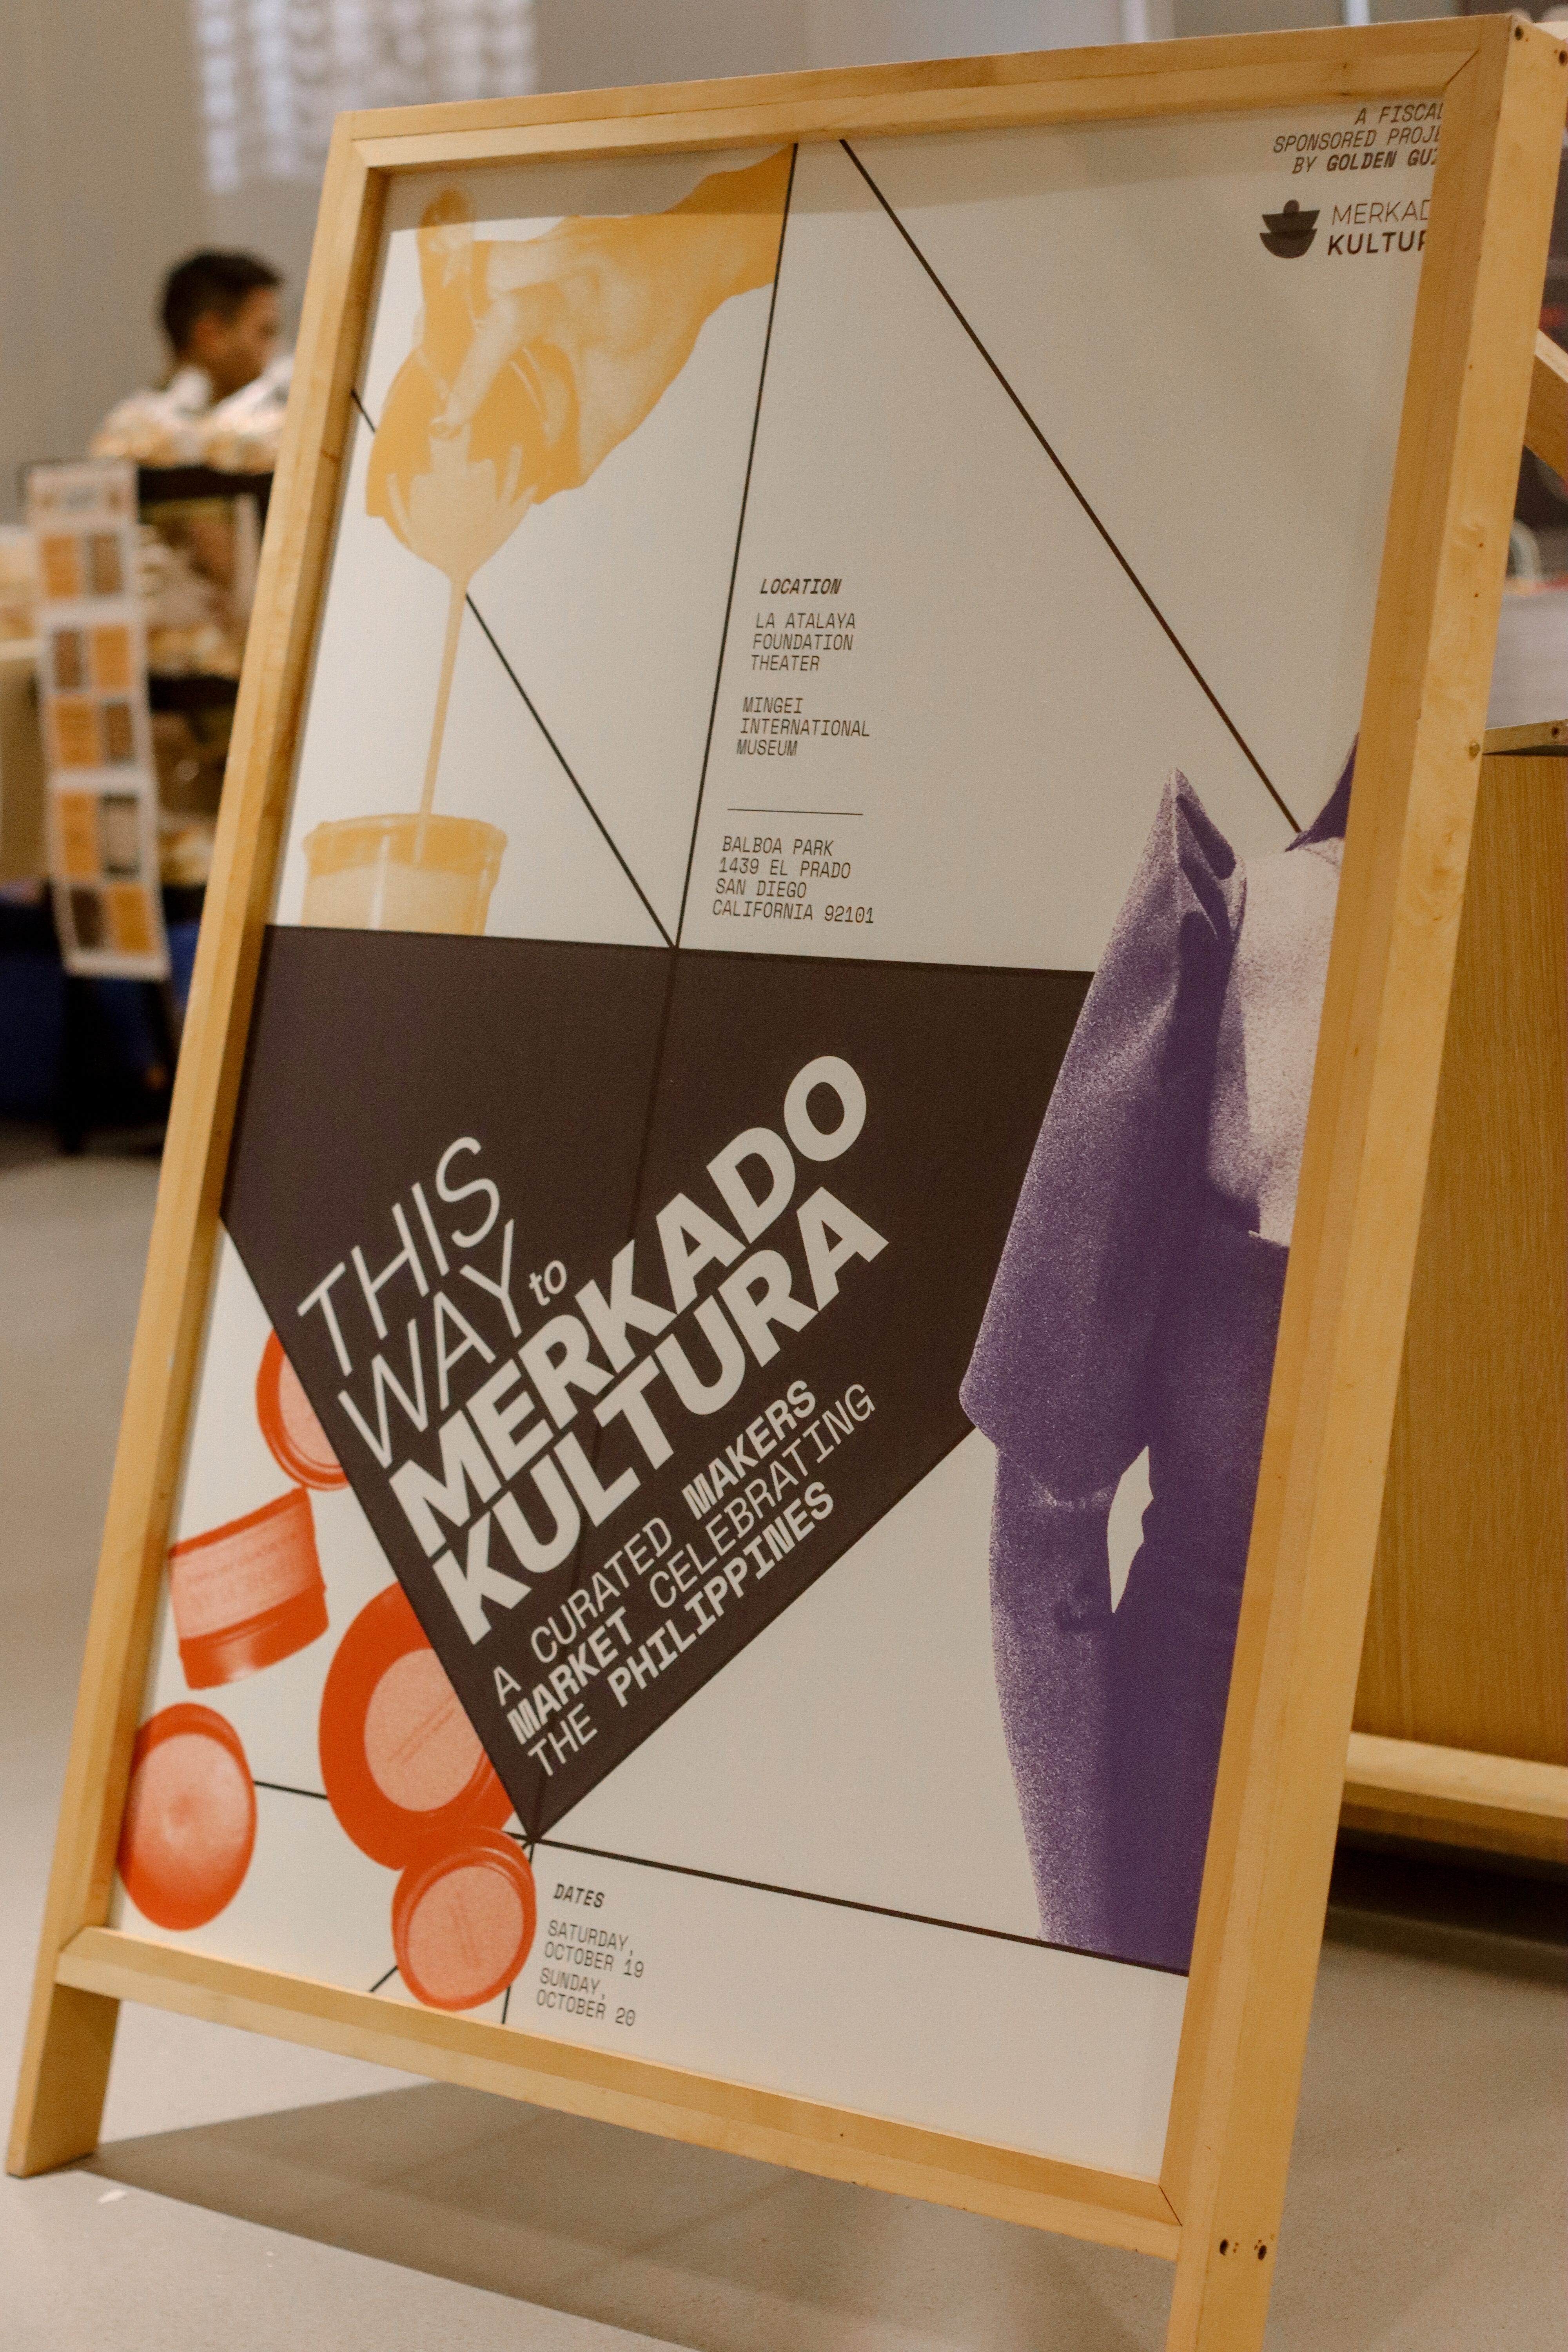 A FISCAL
SPONSORED
BY GOLDEN
MERKAD
KULTUR
LOCATION
LA ATALAYA
FOUNDATION
THEATER
MINGEI
INTERNATIONAL
MUSEUM
BALBOA PARK
1439 EL PRADO
SAN DIEGO
CALIFORNIA 92101
THIS
WAY to
MERKADO
KULTURA
A CURATED MAKERS
MARKET CELEBRATING
THE PHILIPPINES
DATES
SATURDAY,
OCTOBER 19
SUNDAY,
OCTOBER 20